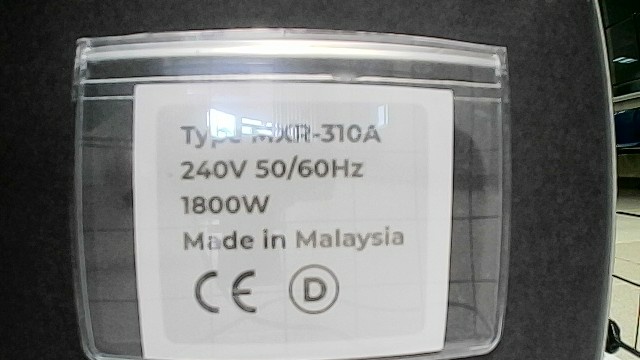 Type MXR-310A
240V 50/60Hz
1800W
Made in Malaysia
CE D